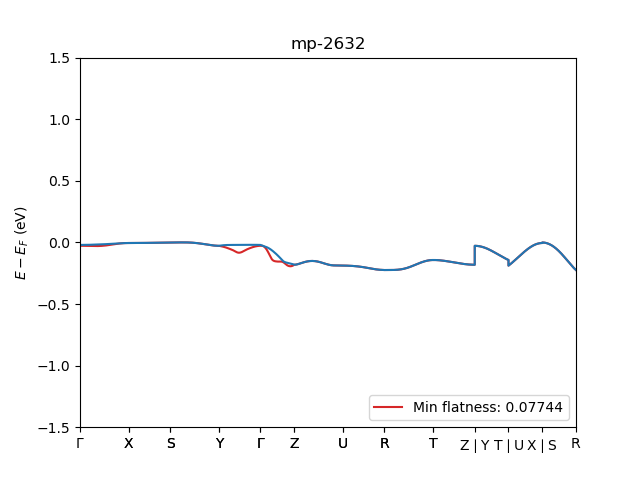 mp-2632
1.5
1.0
0.5
0.0
−0.5
−1.0
−1.5
E − E_F (eV)
Min flatness: 0.07744
Γ X S Y Γ Z U R T Z | Y T | U X | S R